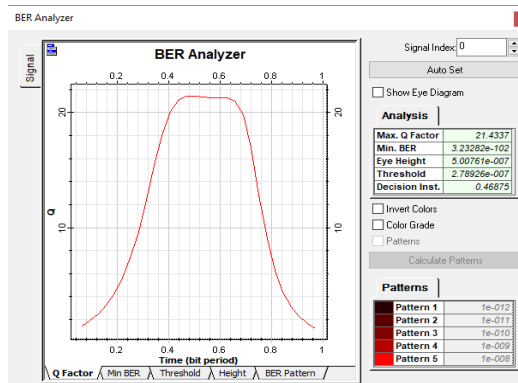 BER Analyzer
Signal Index: 0
Auto Set
Show Eye Diagram
Analysis
Max. Q Factor 21.4337
Min. BER 3.23282e-102
Eye Height 5.00761e-007
Threshold 2.78926e-007
Decision Inst. 0.46875
Invert Colors
Color Grade
Patterns
Calculate Patterns
Patterns
Pattern 1 1e-012
Pattern 2 1e-011
Pattern 3 1e-010
Pattern 4 1e-009
Pattern 5 1e-008
Signal
BER Analyzer
0.2 0.4 0.6 0.8 1
20 20
Q
10 10
0.2 0.4 0.6 0.8 1
Time (bit period)
Q Factor Min BER Threshold Height BER Pattern